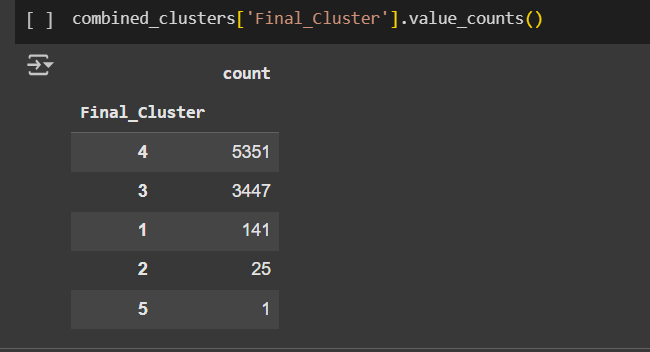 [ ] combined_clusters['Final_Cluster'].value_counts()
count
Final_Cluster
4 5351
3 3447
1 141
2 25
5 1